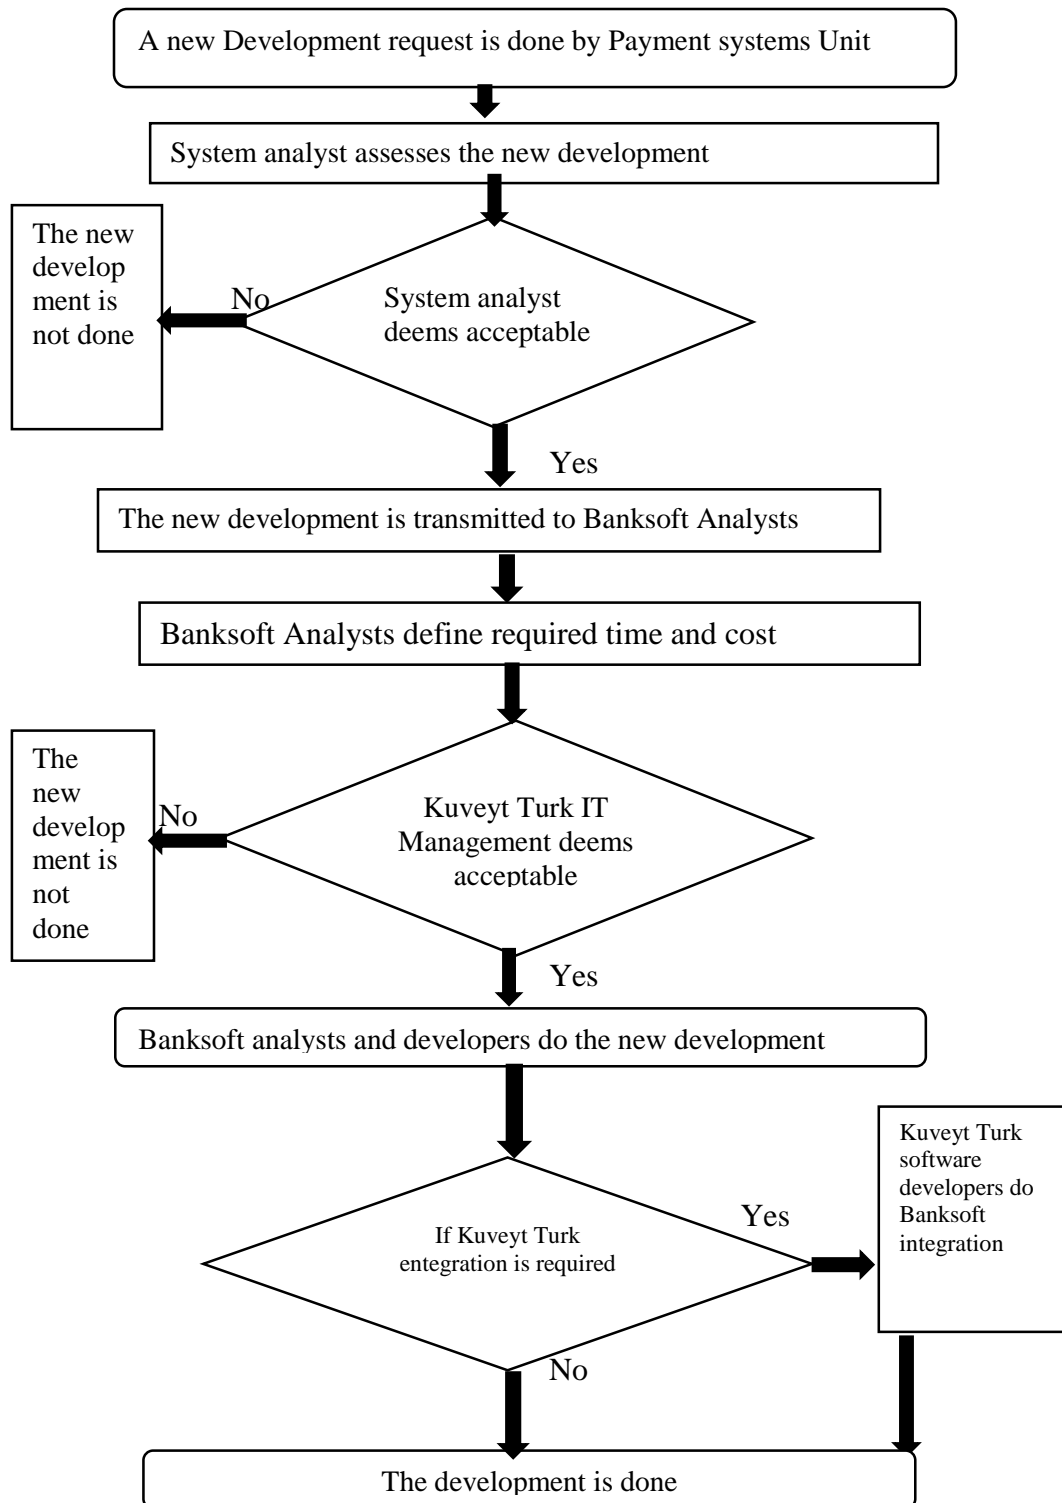 A new Development request is done by Payment systems Unit
System analyst assesses the new development
The new
develop
ment is
not done
No
System analyst
deems acceptable
Yes
The new development is transmitted to Banksoft Analysts
Banksoft Analysts define required time and cost
The
new
develop
ment is
not
done
No
Kuveyt Turk IT
Management deems
acceptable
Yes
Banksoft analysts and developers do the new development
If Kuveyt Turk
entegration is required
Yes
Kuveyt Turk
software
developers do
Banksoft
integration
No
The development is done